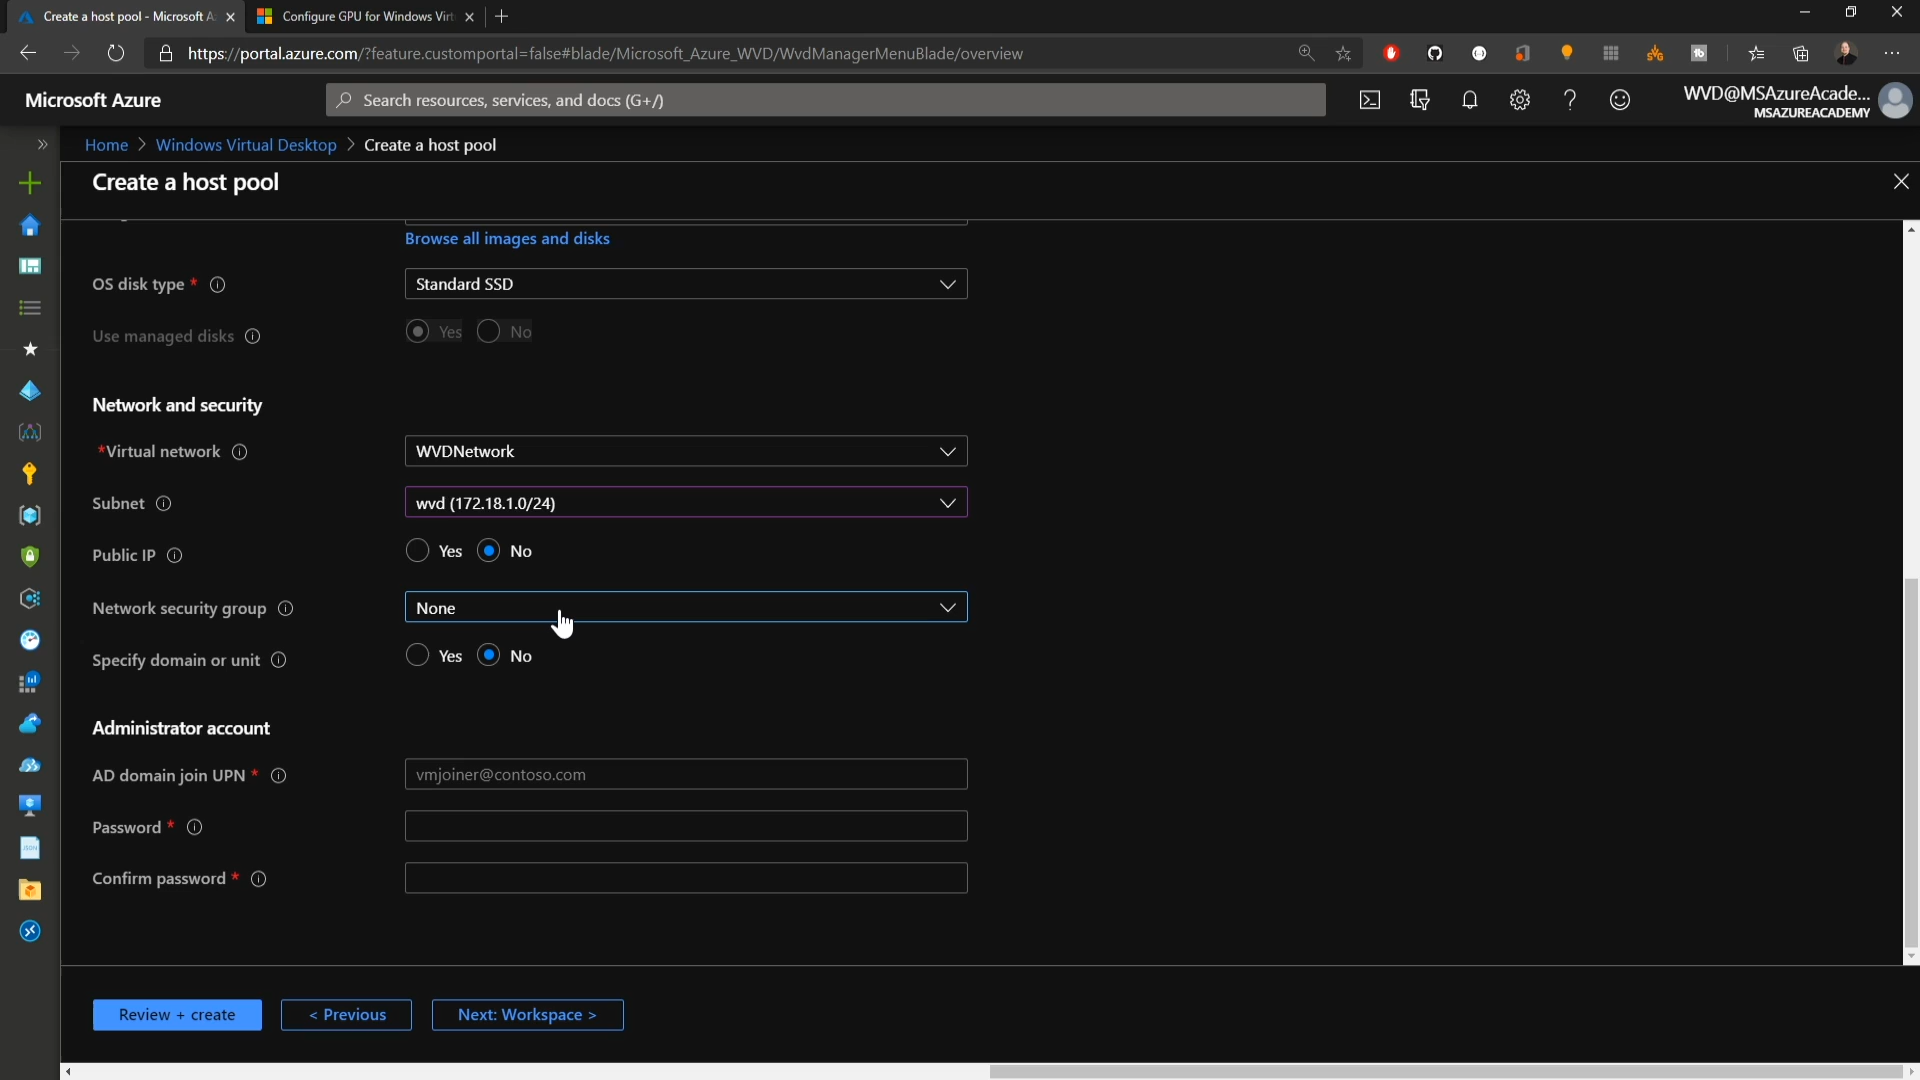 Create a host pool - Microsoft A
Configure GPU for Windows Virt
https://portal.azure.com/?feature.customportal=false#blade/Microsoft_Azure_WVD/WvdManagerMenuBlade/overview
Microsoft Azure
Search resources, services, and docs (G+/)
WVD@MSAzureAcade...
MSAZUREACADEMY
Home > Windows Virtual Desktop > Create a host pool
Create a host pool
Browse all images and disks
OS disk type *
Standard SSD
Use managed disks
Yes No
Network and security
*Virtual network
WVDNetwork
Subnet
wvd (172.18.1.0/24)
Public IP
Yes No
Network security group
None
Specify domain or unit
Yes No
Administrator account
AD domain join UPN *
vmjoiner@contoso.com
Password *
Confirm password *
Review + create
< Previous
Next: Workspace >